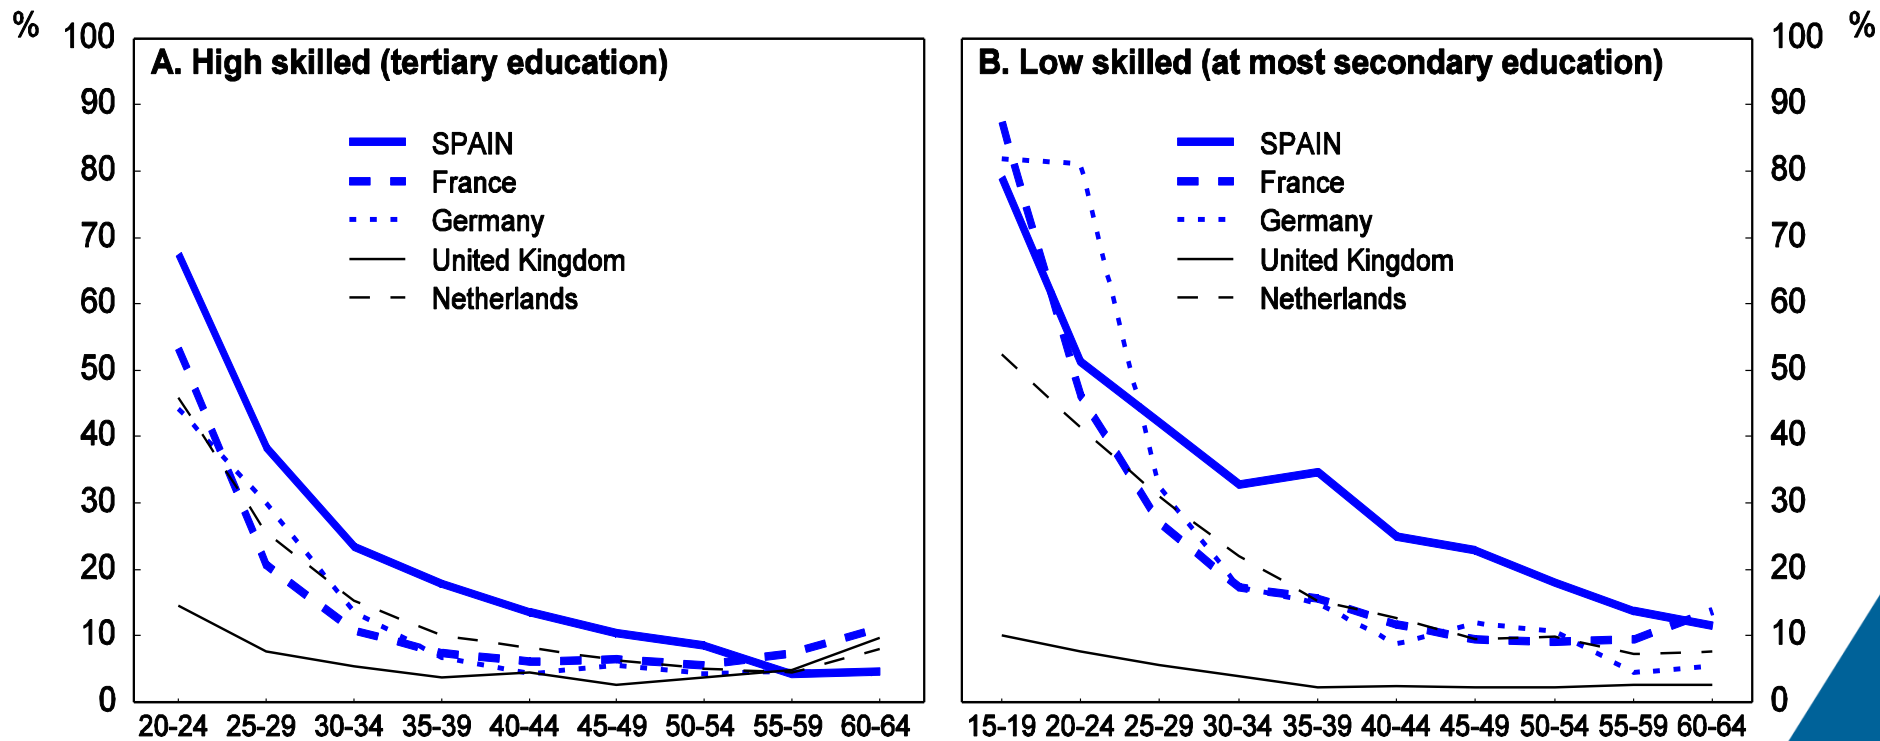 % 100 100 %
A. High skilled (tertiary education) B. Low skilled (at most secondary education)
90 90
SPAIN SPAIN
80 80
France France
Germany Germany
70 70
United Kingdom United Kingdom
Netherlands Netherlands
60 60
50 50
40 40
30 30
20 20
10 10
0 0
20-24 25-29 30-34 35-39 40-44 45-49 50-54 55-59 60-64 15-19 20-24 25-29 30-34 35-39 40-44 45-49 50-54 55-59 60-64